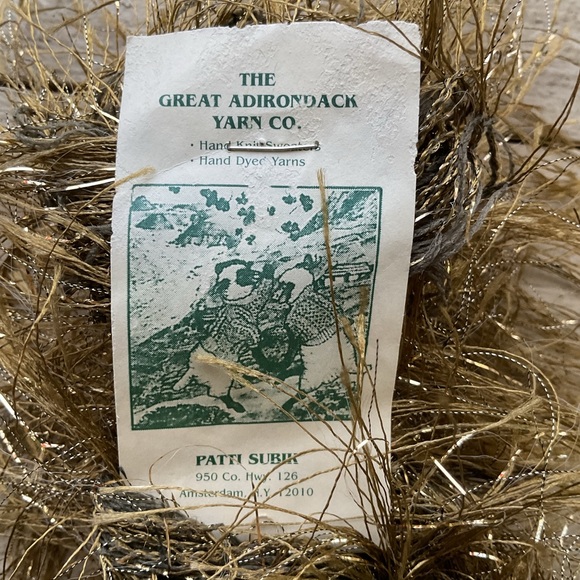 THE
GREAT ADIRONDACK
YARN CO.
• Hand Knit Sweaters
• Hand Dyed Yarns
PATTI SUBIK
950 Co. Hwy. 126
Amsterdam, N.Y 12010